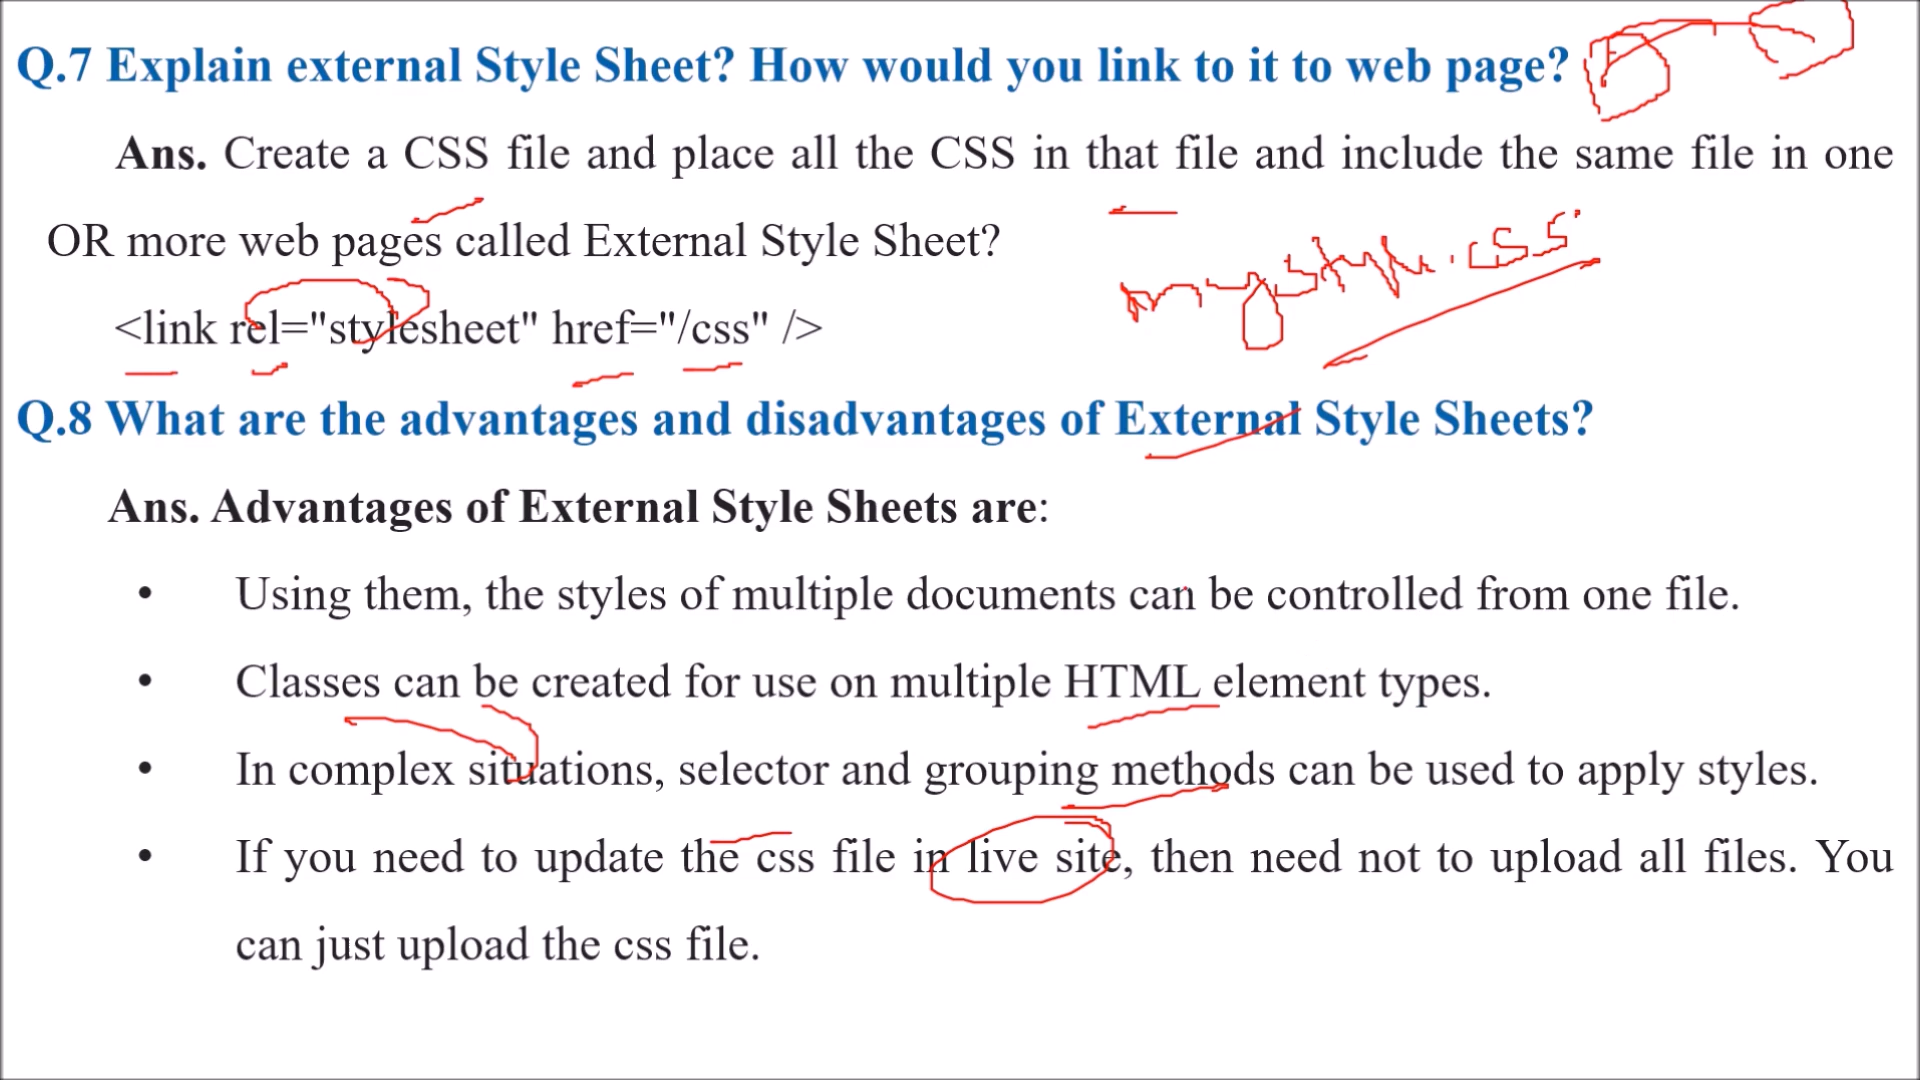 Q.7 Explain external Style Sheet? How would you link to it to web page?
Ans. Create a CSS file and place all the CSS in that file and include the same file in one
OR more web pages called External Style Sheet?
mystyle.css
<link rel="stylesheet" href="/css" />
Q.8 What are the advantages and disadvantages of External Style Sheets?
Ans. Advantages of External Style Sheets are:
• Using them, the styles of multiple documents can be controlled from one file.
• Classes can be created for use on multiple HTML element types.
• In complex situations, selector and grouping methods can be used to apply styles.
• If you need to update the css file in live site, then need not to upload all files. You
can just upload the css file.